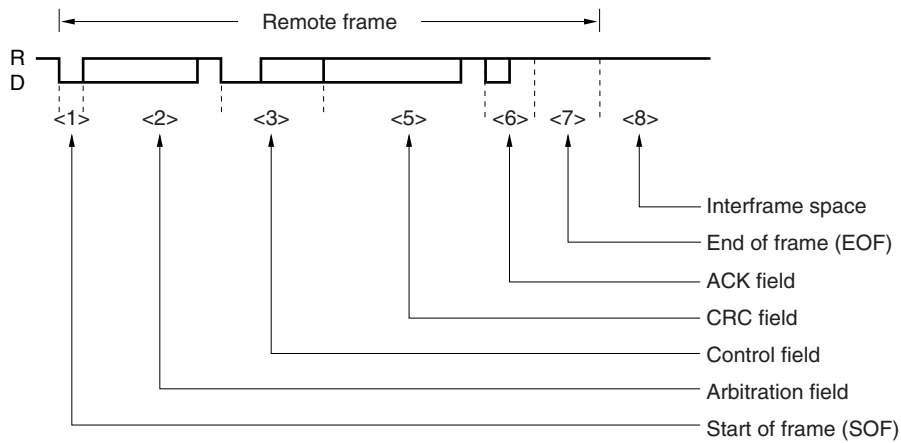 Remote frame
R
D
<1> <2> <3> <5> <6> <7> <8>
Interframe space
End of frame (EOF)
ACK field
CRC field
Control field
Arbitration field
Start of frame (SOF)